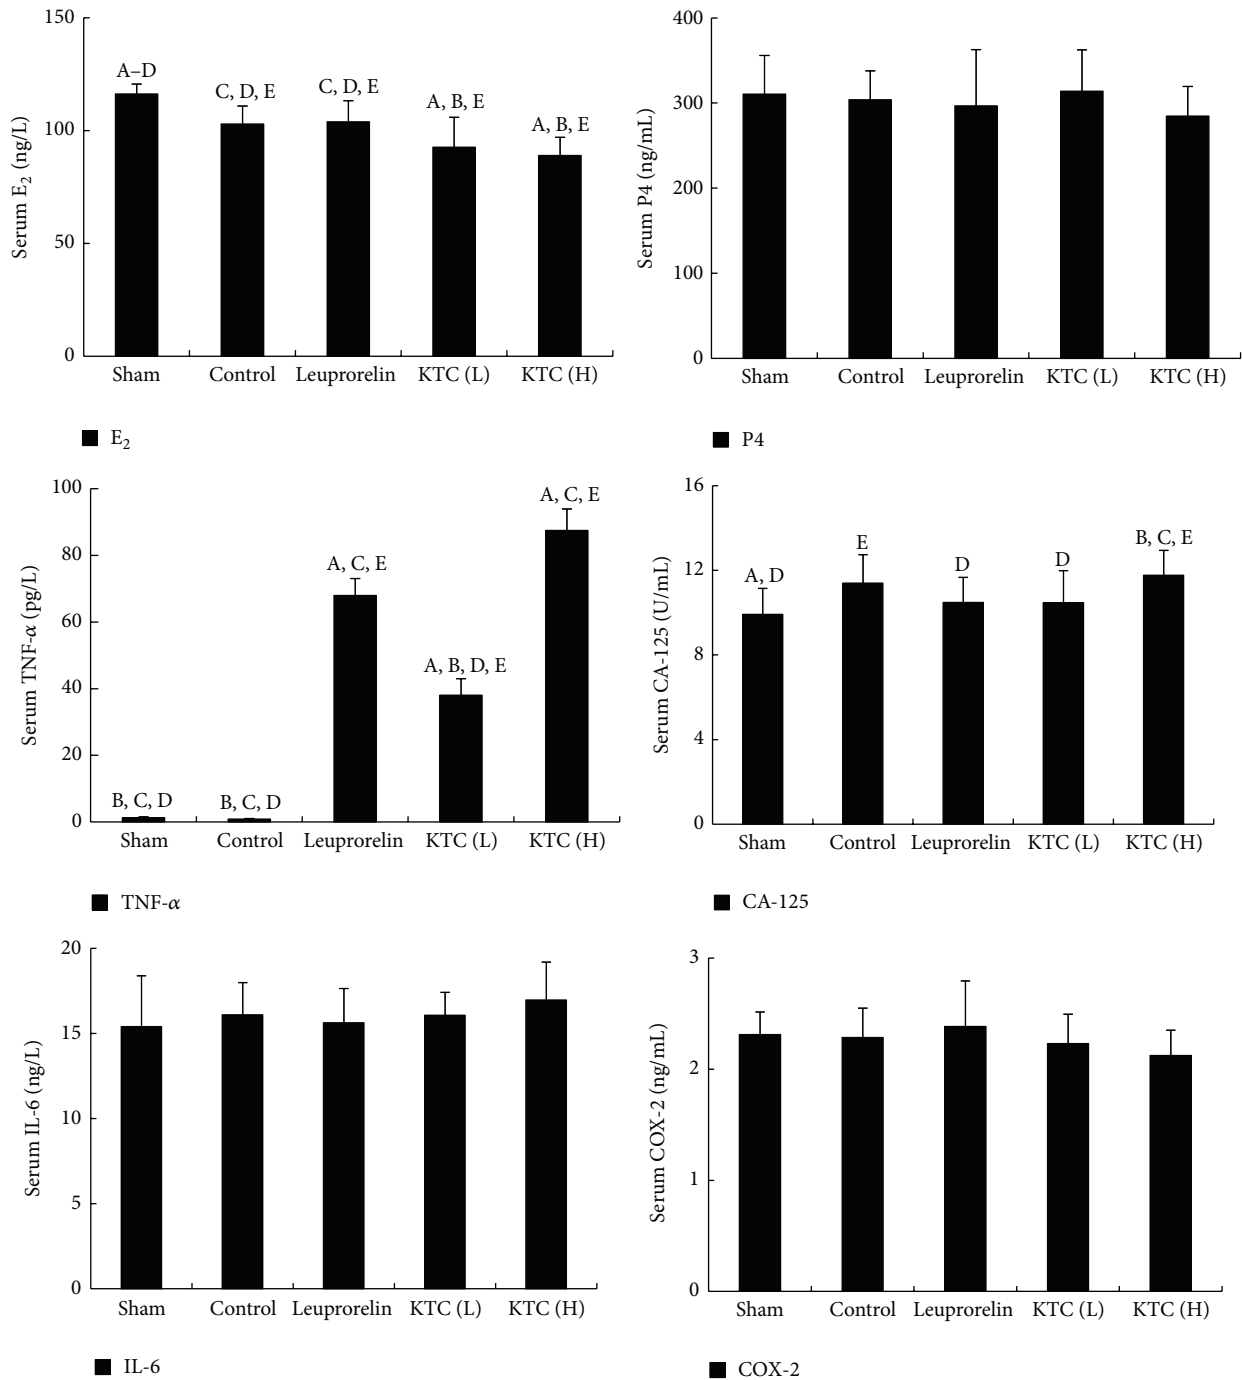 150
100
50
0
Serum E₂ (ng/L)
A–D
C, D, E
C, D, E
A, B, E
A, B, E
Sham Control Leuprorelin KTC (L) KTC (H)
E₂
400
300
200
100
0
Serum P4 (ng/mL)
Sham Control Leuprorelin KTC (L) KTC (H)
P4
100
80
60
40
20
0
Serum TNF-α (pg/L)
B, C, D
B, C, D
A, C, E
A, B, D, E
A, C, E
Sham Control Leuprorelin KTC (L) KTC (H)
TNF-α
16
12
9
4
0
Serum CA-125 (U/mL)
A, D
E
D
D
B, C, E
Sham Control Leuprorelin KTC (L) KTC (H)
CA-125
20
15
10
5
0
Serum IL-6 (ng/L)
Sham Control Leuprorelin KTC (L) KTC (H)
IL-6
3
2
1
0
Serum COX-2 (ng/mL)
Sham Control Leuprorelin KTC (L) KTC (H)
COX-2